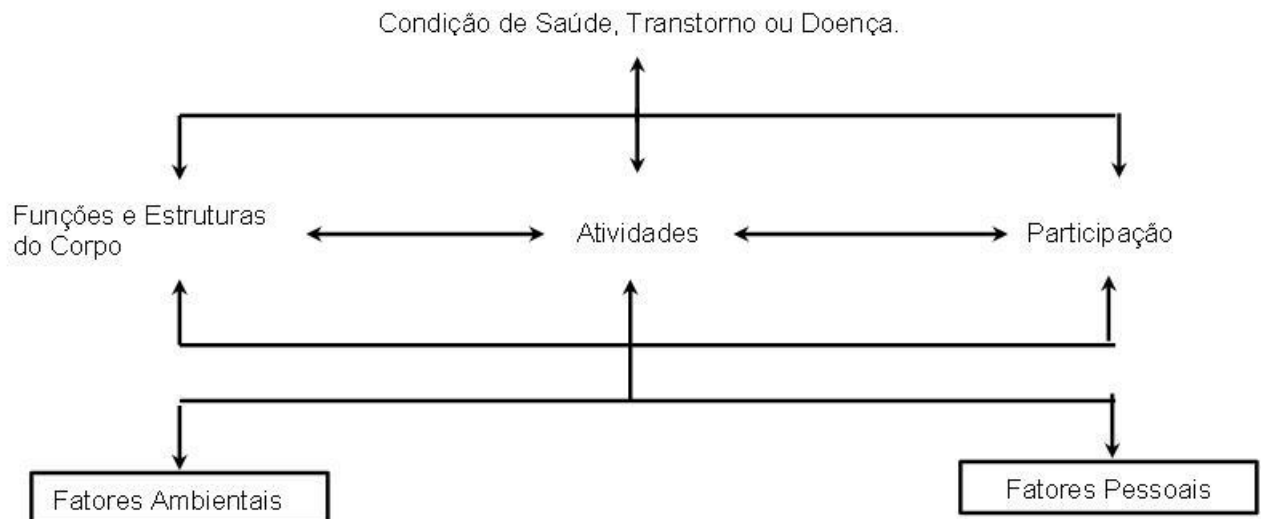 Condição de Saúde, Transtorno ou Doença.
Funções e Estruturas
do Corpo
Atividades
Participação
Fatores Ambientais
Fatores Pessoais